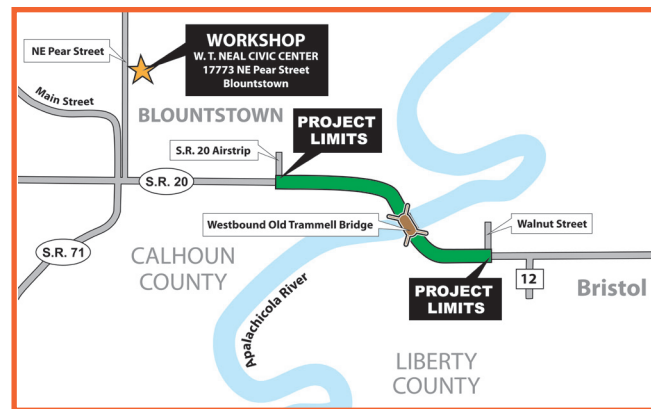 NE Pear Street
WORKSHOP
W. T. NEAL CIVIC CENTER
17773 NE Pear Street
Blountstown
Main Street
BLOUNTSTOWN
PROJECT
LIMITS
S.R. 20 Airstrip
S.R. 20
Westbound Old Trammell Bridge
Walnut Street
S.R. 71
CALHOUN
COUNTY
12
Bristol
PROJECT
LIMITS
Apalachicola River
LIBERTY
COUNTY